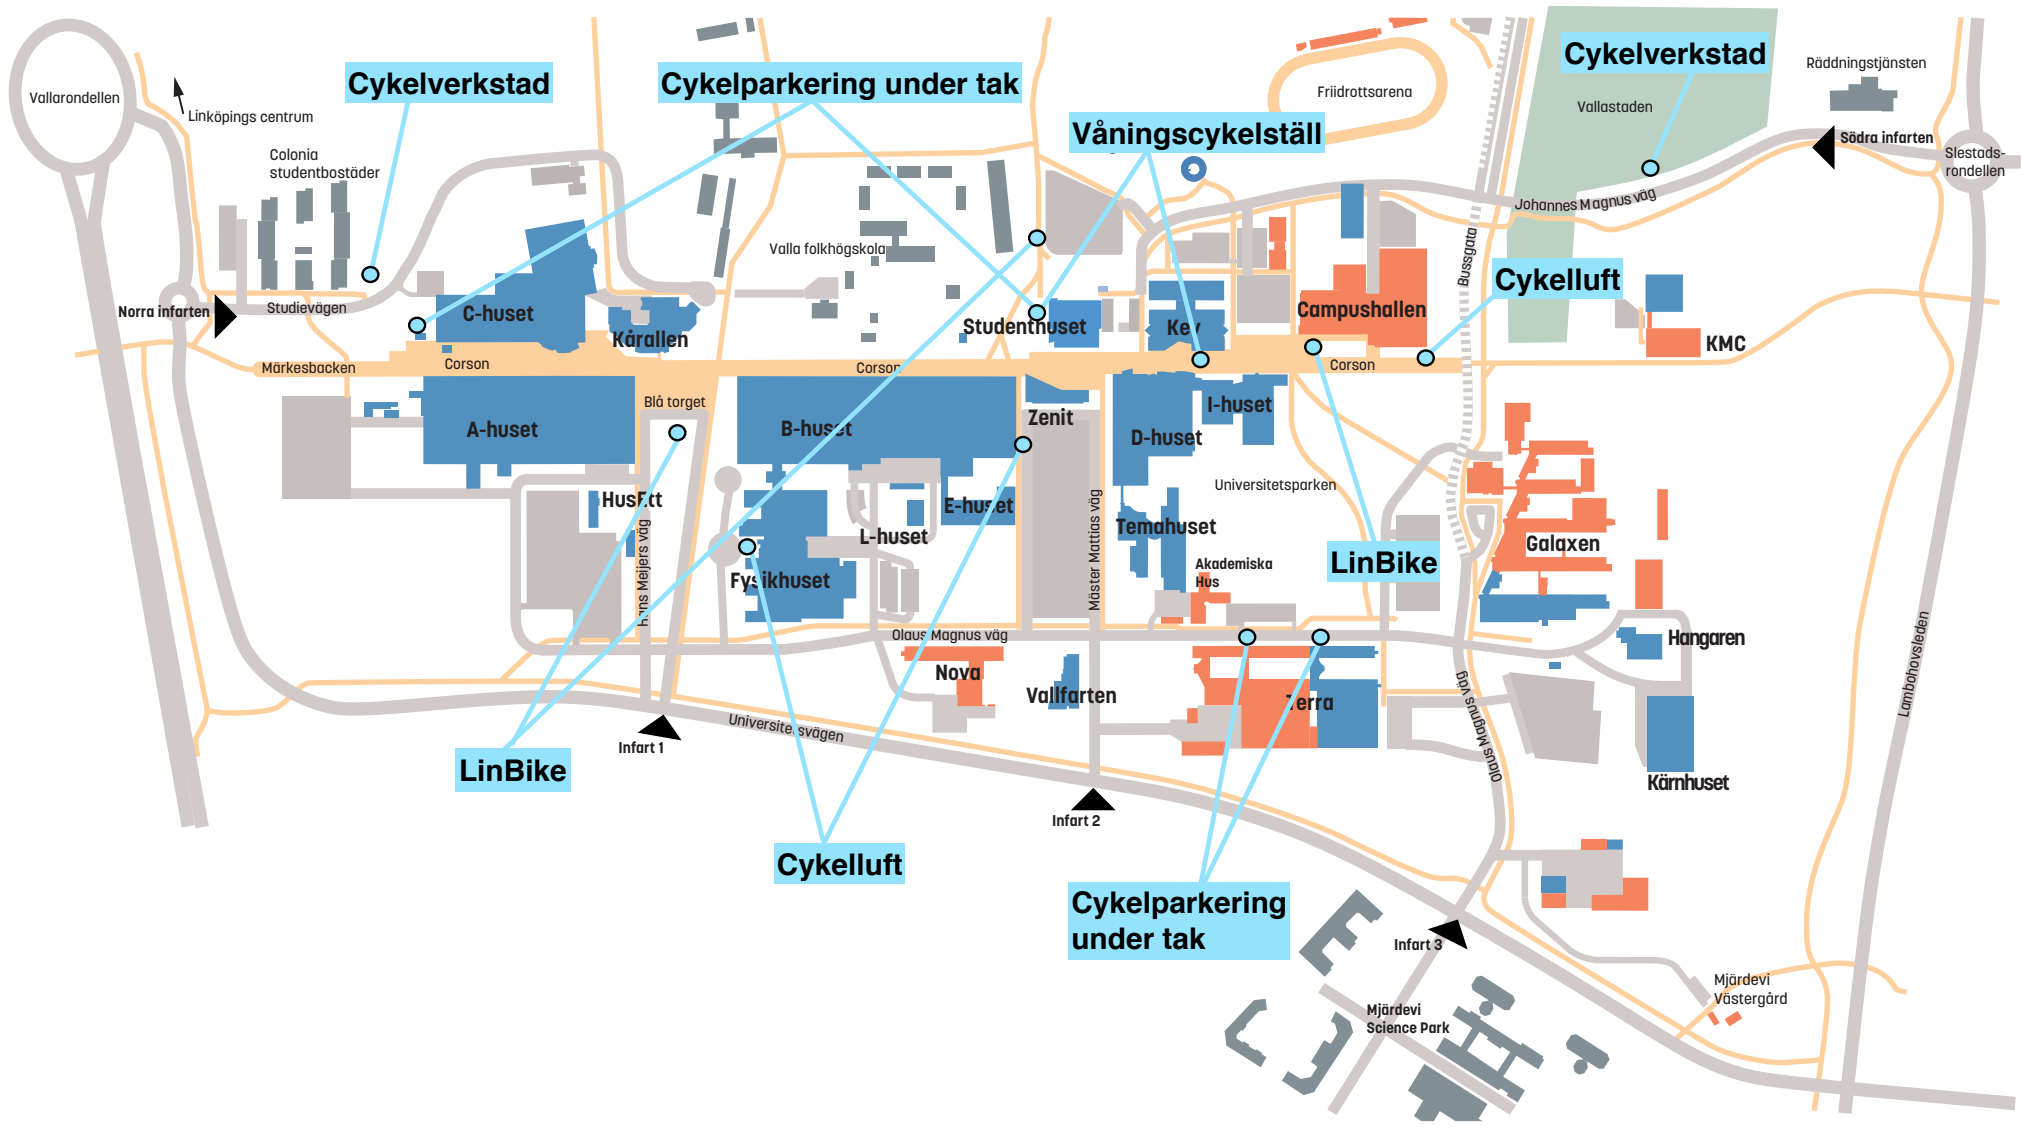 Vallarondellen
Linköpings centrum
Cykelverkstad
Cykelparkering under tak
Våningscykelställ
Friidrottsarena
Cykelverkstad
Vallastaden
Räddningstjänsten
Södra infarten
Slestads-
rondellen
Colonia
studentbostäder
Johannes Magnus väg
Bussgata
Valla folkhögskola
Norra infarten
Studievägen
C-huset
Kårallen
Studenthuset
Key
Campushallen
Cykelluft
KMC
Märkesbacken
Corson
Corson
Corson
Blå torget
A-huset
B-huset
Zenit
I-huset
D-huset
HusEtt
E-huset
L-huset
Universitetsparken
Temahuset
Fysikhuset
Hans Meijers väg
Mäster Mattias väg
Akademiska
Hus
LinBike
Galaxen
Olaus Magnus väg
Hangaren
Nova
Vallfarten
Terra
Olaus Magnus väg
Lambohovsleden
Kärnhuset
Universitetsvägen
Infart 1
LinBike
Infart 2
Cykelluft
Cykelparkering
under tak
Infart 3
Mjärdevi
Västergård
Mjärdevi
Science Park